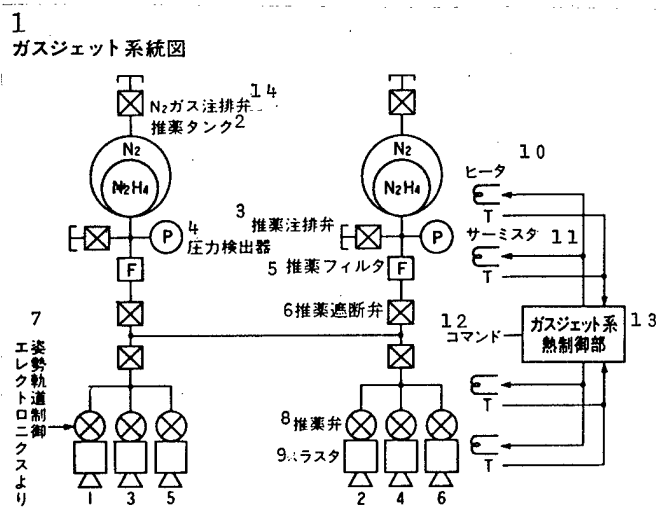 1
ガスジェット系統図
N₂ガス注排弁 14
推薬タンク 2
N₂
N₂H₄
N₂
N₂H₄
10
ヒータ
T
3
推薬注排弁
4
圧力検出器
P
P
サーミスタ 11
T
5 推薬フィルタ
F
F
6推薬遮断弁
12
コマンド
ガスジェット系
熱制御部
13
7
姿勢軌道制御
エレクトロニクスより
8推薬弁
9スラスタ
T
T
1 3 5
2 4 6